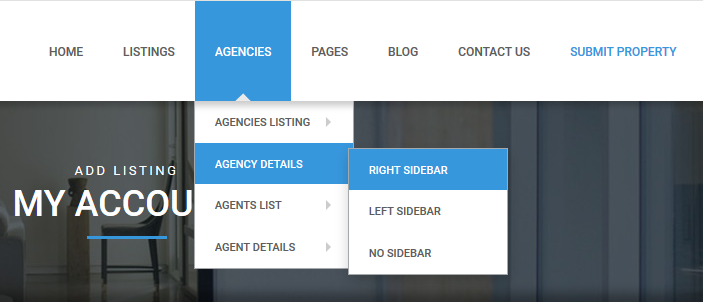 HOME LISTINGS AGENCIES PAGES BLOG CONTACT US SUBMIT PROPERTY
AGENCIES LISTING
AGENCY DETAILS
AGENTS LIST
AGENT DETAILS
RIGHT SIDEBAR
LEFT SIDEBAR
NO SIDEBAR
ADD LISTING
MY ACCOU